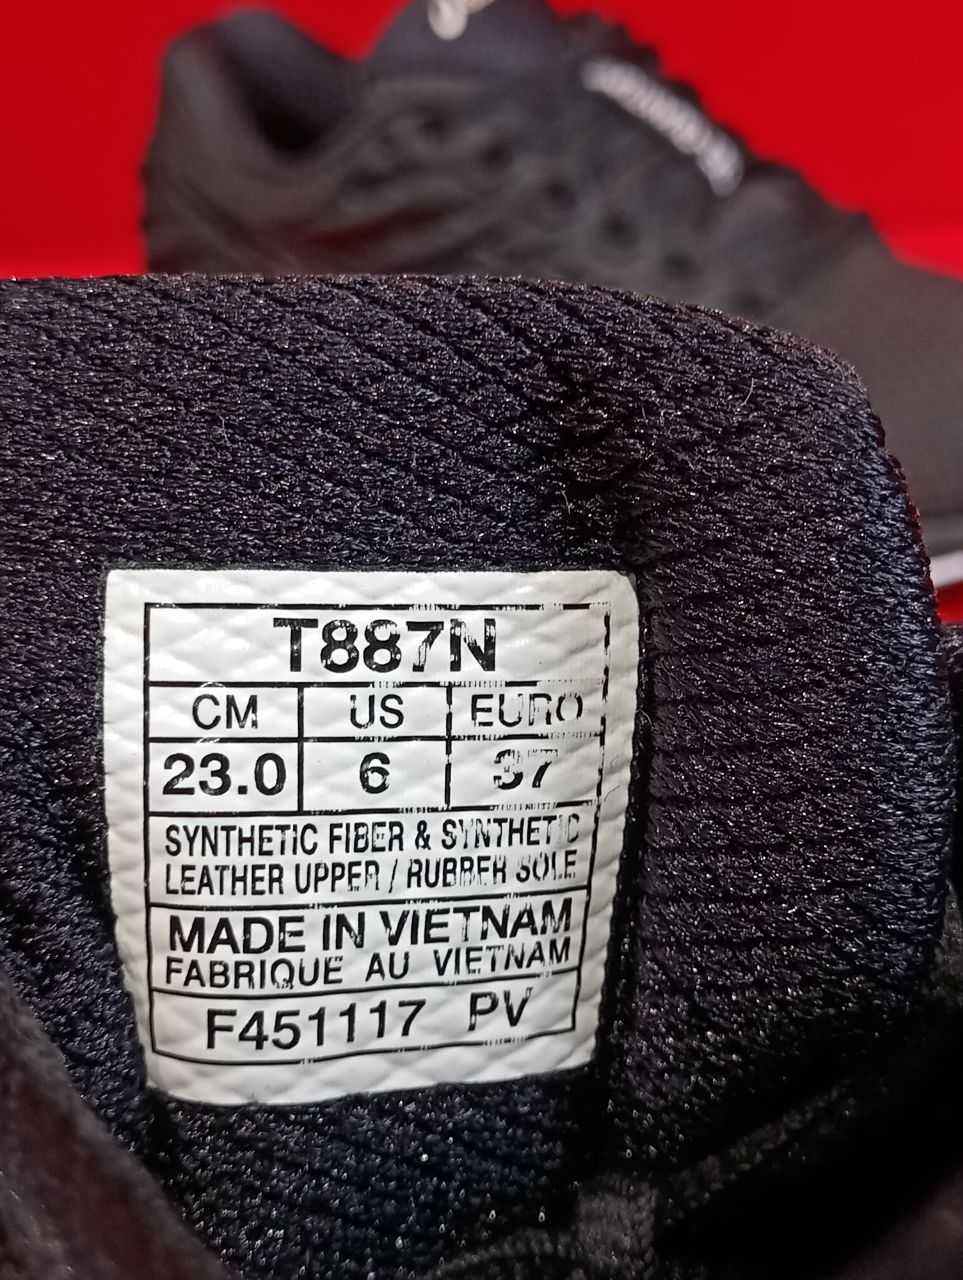 T887N
CM US EURO
23.0 6 37
SYNTHETIC FIBER & SYNTHETIC
LEATHER UPPER / RUBBER SOLE
MADE IN VIETNAM
FABRIQUE AU VIETNAM
F451117 PV